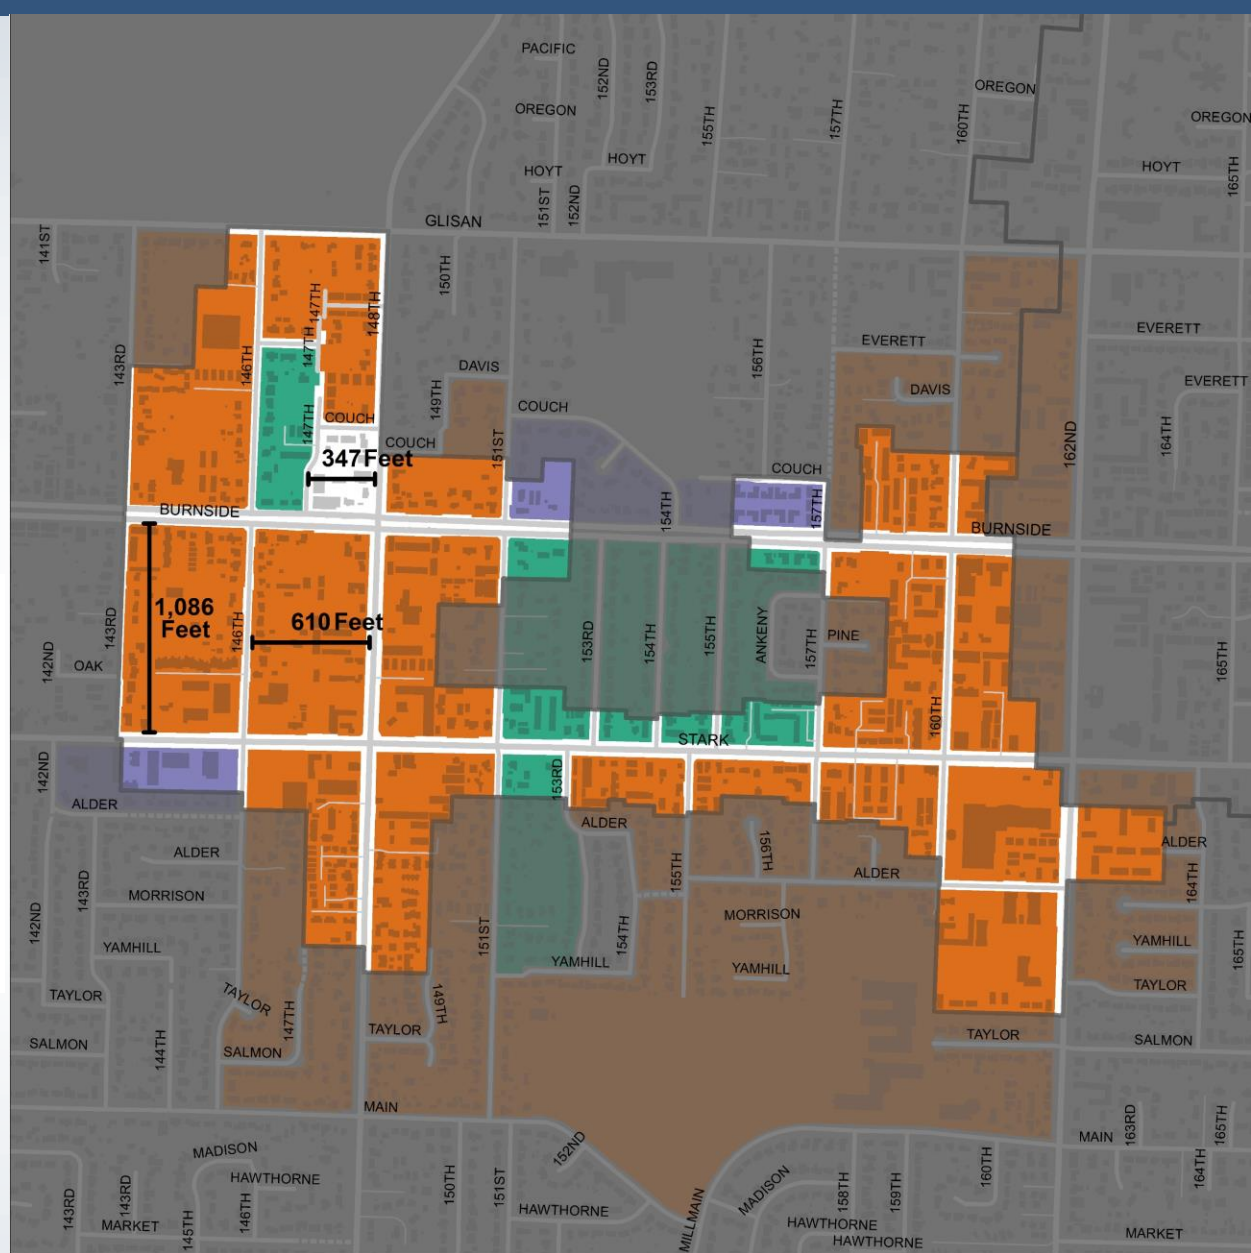 PACIFIC
152ND
153RD
OREGON
155TH
157TH
160TH
OREGON
OREGON
HOYT
HOYT
HOYT
165TH
151ST
152ND
GLISAN
141ST
150TH
162ND
147TH
148TH
EVERETT
EVERETT
143RD
146TH
147TH
156TH
DAVIS
DAVIS
EVERETT
149TH
COUCH
147TH
COUCH
COUCH
151ST
164TH
347 Feet
COUCH
BURNSIDE
154TH
157TH
BURNSIDE
1,086
Feet
610 Feet
143RD
146TH
142ND
OAK
153RD
154TH
155TH
ANKENY
157TH
PINE
165TH
160TH
STARK
142ND
153RD
ALDER
ALDER
ALDER
155TH
156TH
ALDER
ALDER
164TH
143RD
MORRISON
MORRISON
142ND
151ST
154TH
YAMHILL
YAMHILL
YAMHILL
YAMHILL
165TH
TAYLOR
TAYLOR
147TH
149TH
TAYLOR
SALMON
144TH
SALMON
TAYLOR
TAYLOR
SALMON
MAIN
MAIN
163RD
165TH
MADISON
152ND
160TH
164TH
143RD
143RD
HAWTHORNE
150TH
151ST
MADISON
158TH
159TH
145TH
146TH
HAWTHORNE
MILLMAIN
MARKET
HAWTHORNE
HAWTHORNE
MARKET